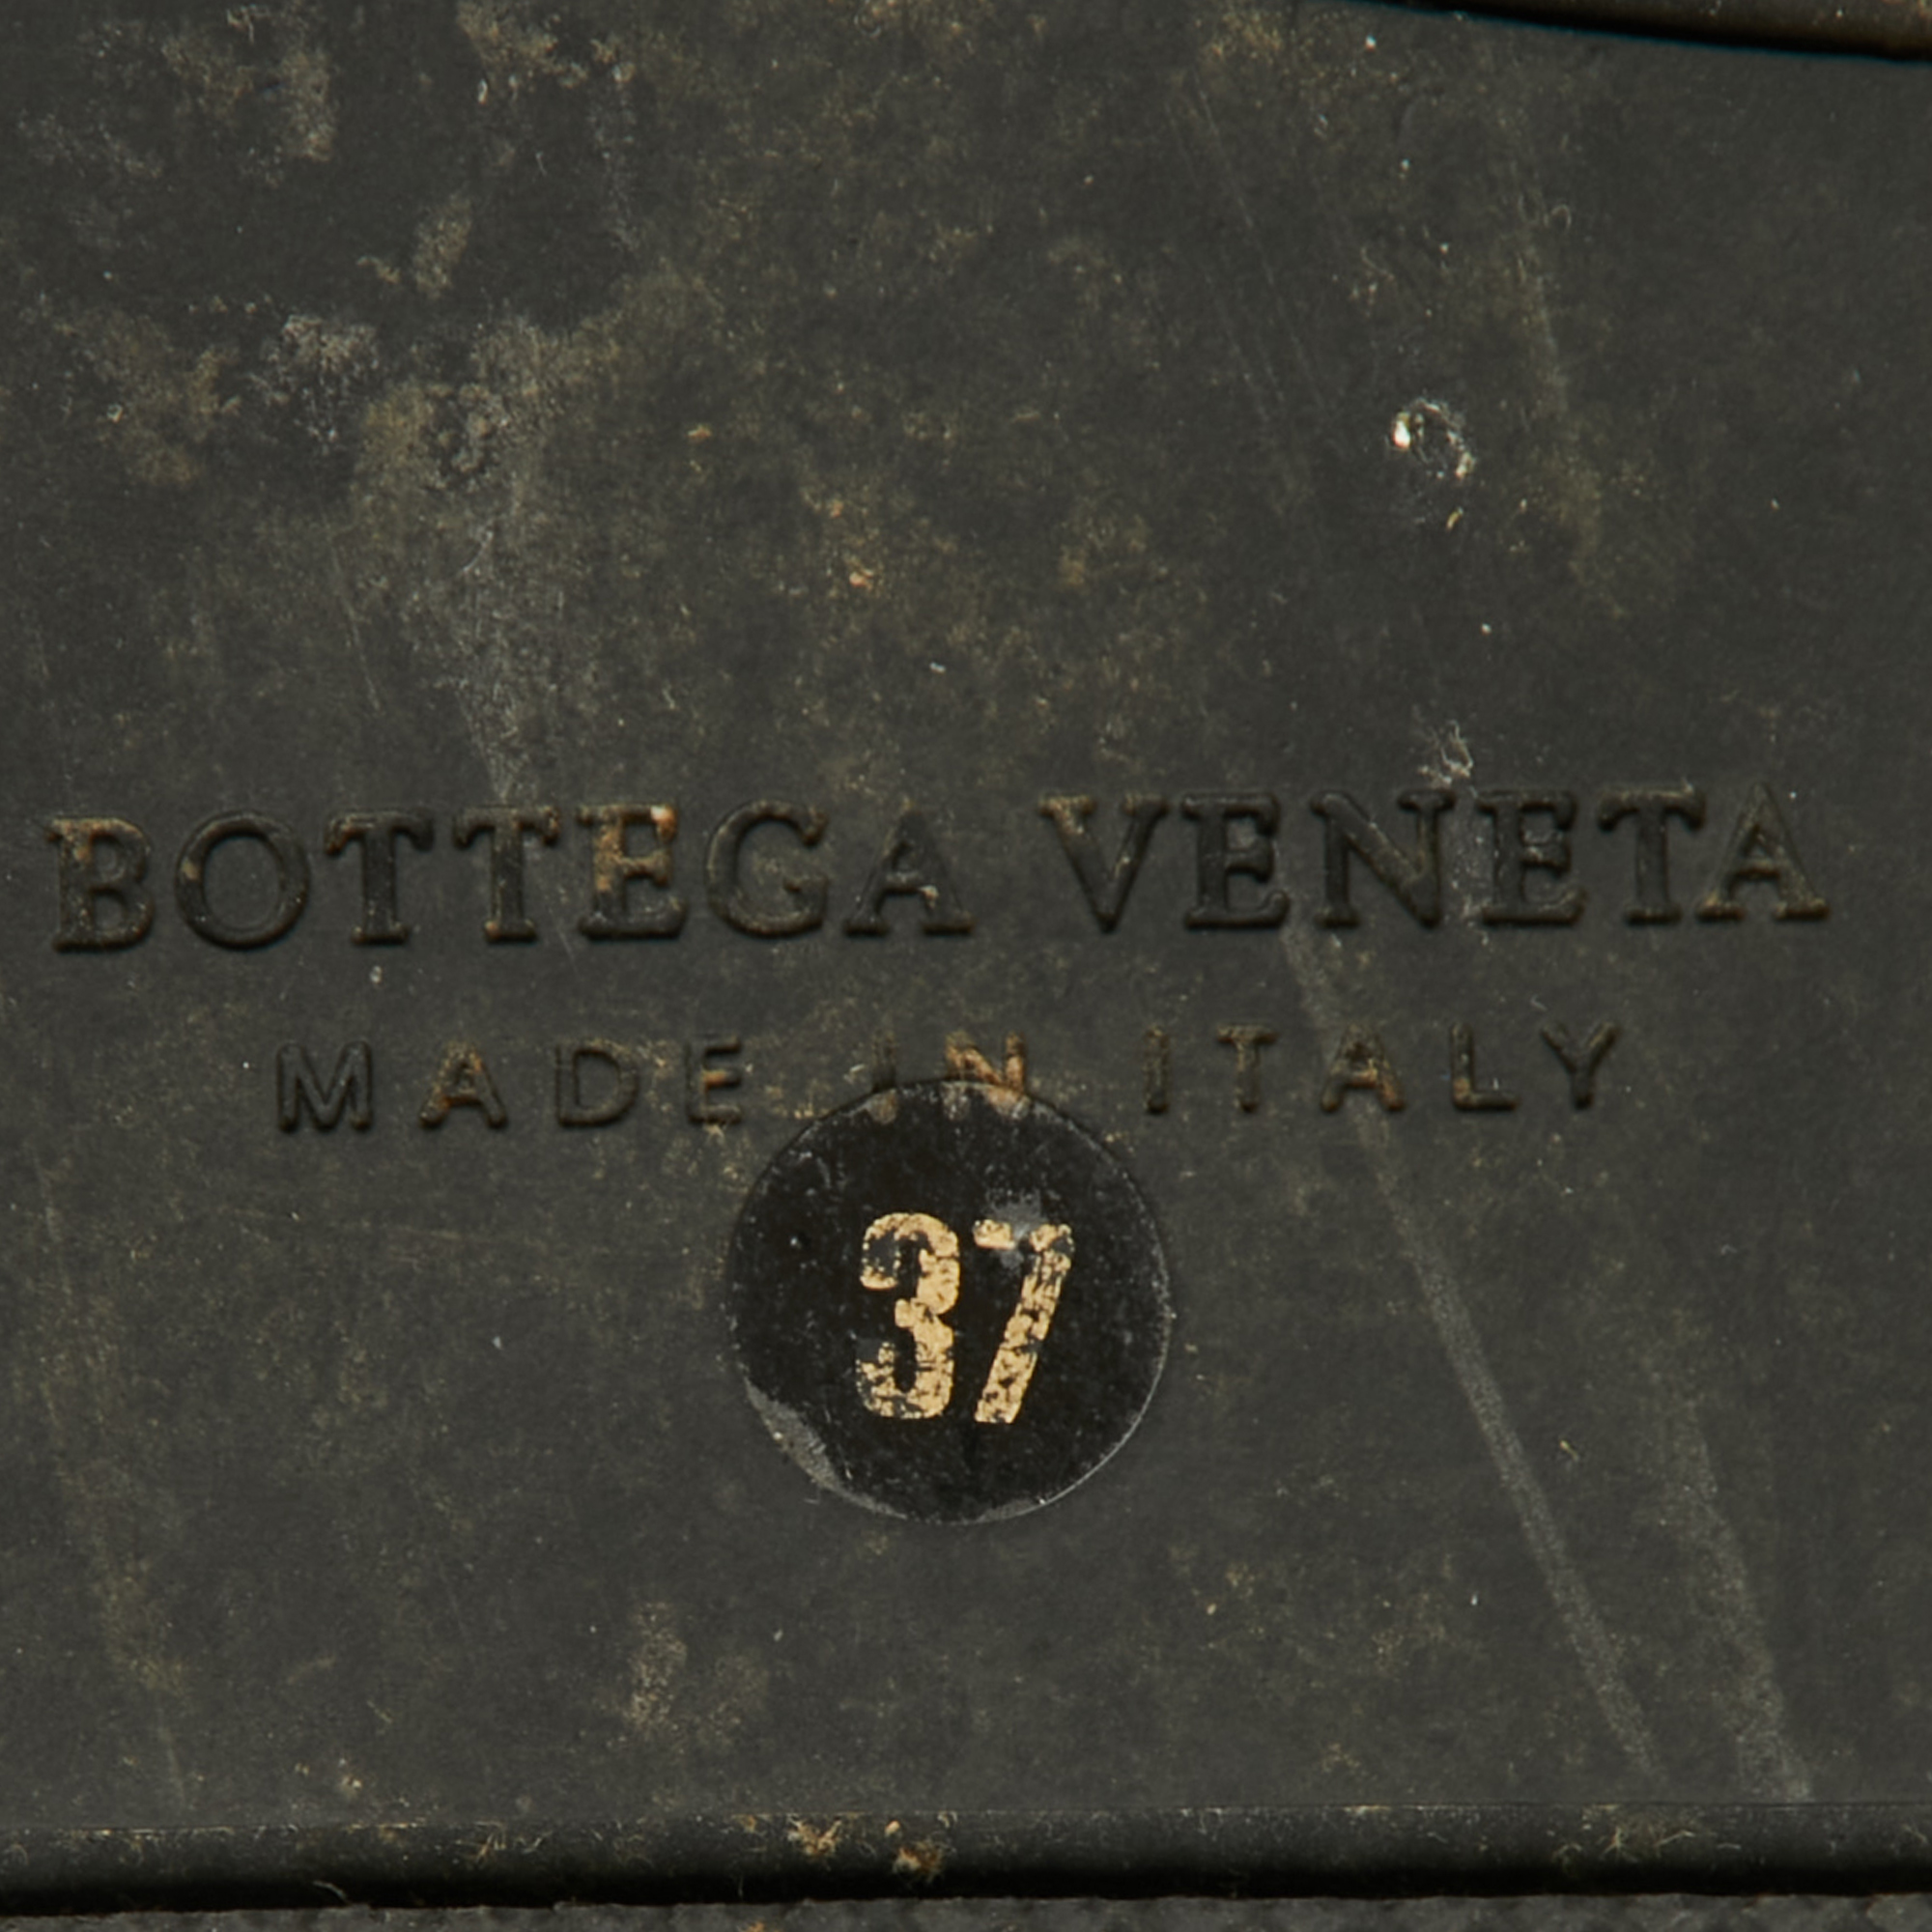 BOTTEGA VENETA
MADE IN ITALY
37